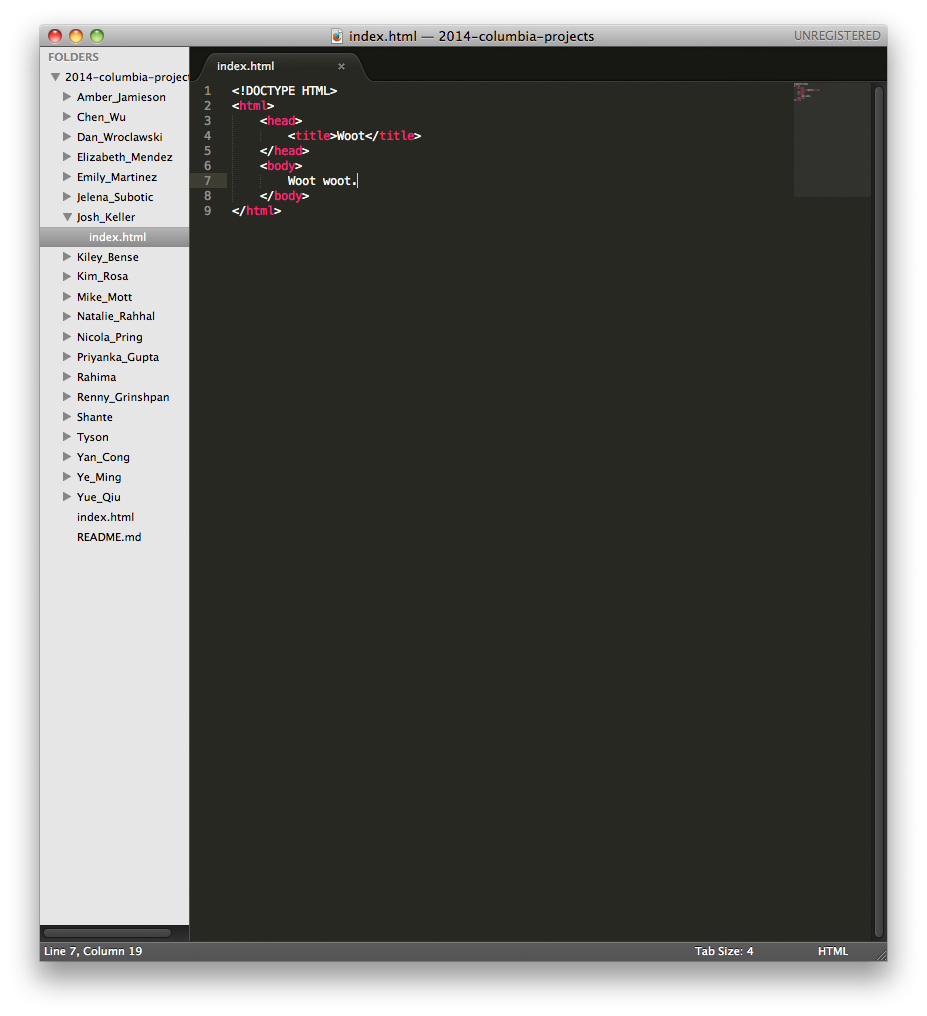 index.html — 2014-columbia-projects
UNREGISTERED
FOLDERS
2014-columbia-project
Amber_Jamieson
Chen_Wu
Dan_Wroclawski
Elizabeth_Mendez
Emily_Martinez
Jelena_Subotic
Josh_Keller
index.html
Kiley_Bense
Kim_Rosa
Mike_Mott
Natalie_Rahhal
Nicola_Pring
Priyanka_Gupta
Rahima
Renny_Grinshpan
Shante
Tyson
Yan_Cong
Ye_Ming
Yue_Qiu
index.html
README.md
index.html ×
1 <!DOCTYPE HTML>
2 <html>
3 <head>
4 <title>Woot</title>
5 </head>
6 <body>
7 Woot woot.
8 </body>
9 </html>
Line 7, Column 19
Tab Size: 4
HTML